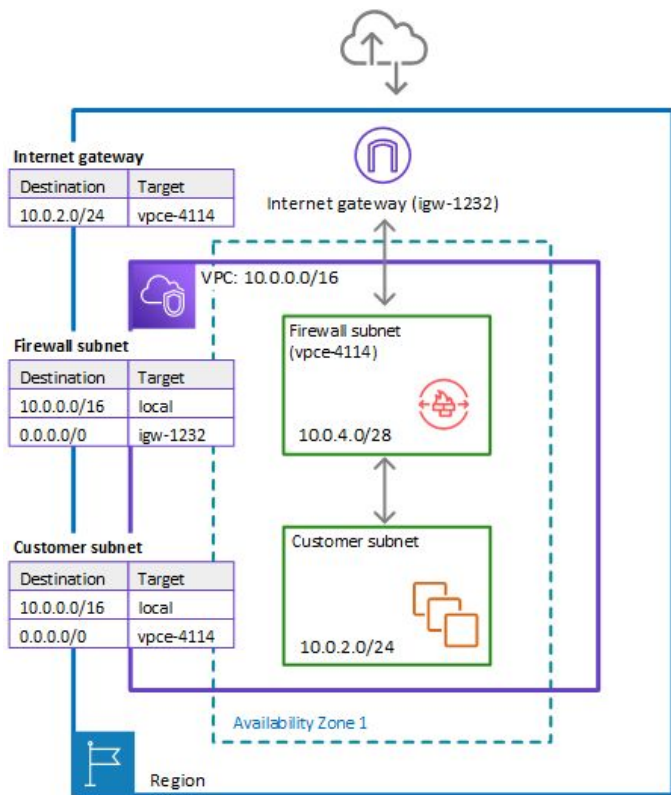 Internet gateway
Destination Target
10.0.2.0/24 vpce-4114
Internet gateway (igw-1232)
VPC: 10.0.0.0/16
Firewall subnet
Destination Target
10.0.0.0/16 local
0.0.0.0/0 igw-1232
Firewall subnet
(vpce-4114)
10.0.4.0/28
Customer subnet
Destination Target
10.0.0.0/16 local
0.0.0.0/0 vpce-4114
Customer subnet
10.0.2.0/24
Availability Zone 1
Region